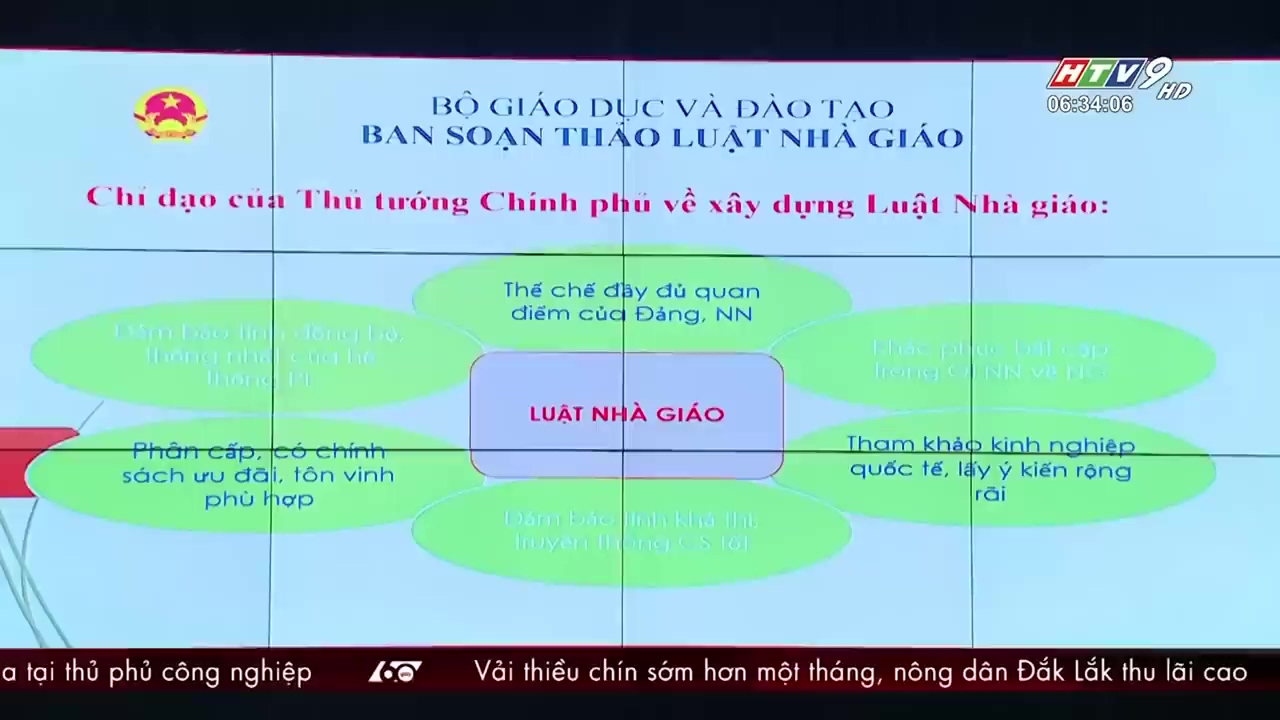 HTV9 HD
06:34:06
BỘ GIÁO DỤC VÀ ĐÀO TẠO
BAN SOẠN THẢO LUẬT NHÀ GIÁO
Chỉ đạo của Thủ tướng Chính phủ về xây dựng Luật Nhà giáo:
Thế chế đầy đủ quan
điểm của Đảng, NN
Đảm bảo tính đồng bộ,
thống nhất của hệ
thống PL
Khắc phục bất cập
trong QLNN về NG
LUẬT NHÀ GIÁO
Phân cấp, có chính
sách ưu đãi, tôn vinh
phù hợp
Tham khảo kinh nghiệp
quốc tế, lấy ý kiến rộng
rãi
Đảm bảo tính khả thi,
truyền thông CS tốt
a tại thủ phủ công nghiệp
60 giây
Vải thiều chín sớm hơn một tháng, nông dân Đắk Lắk thu lãi cao